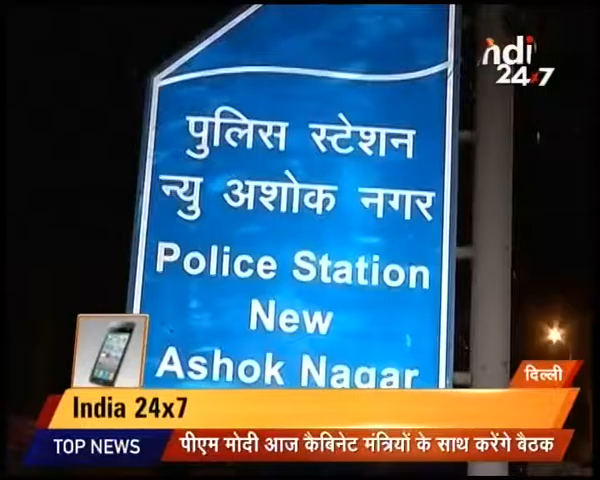 ndi
24x7
पुलिस स्टेशन
न्यु अशोक नगर
Police Station
New
Ashok Nagar
दिल्ली
India 24x7
TOP NEWS
पीएम मोदी आज कैबिनेट मंत्रियों के साथ करेंगे बैठक